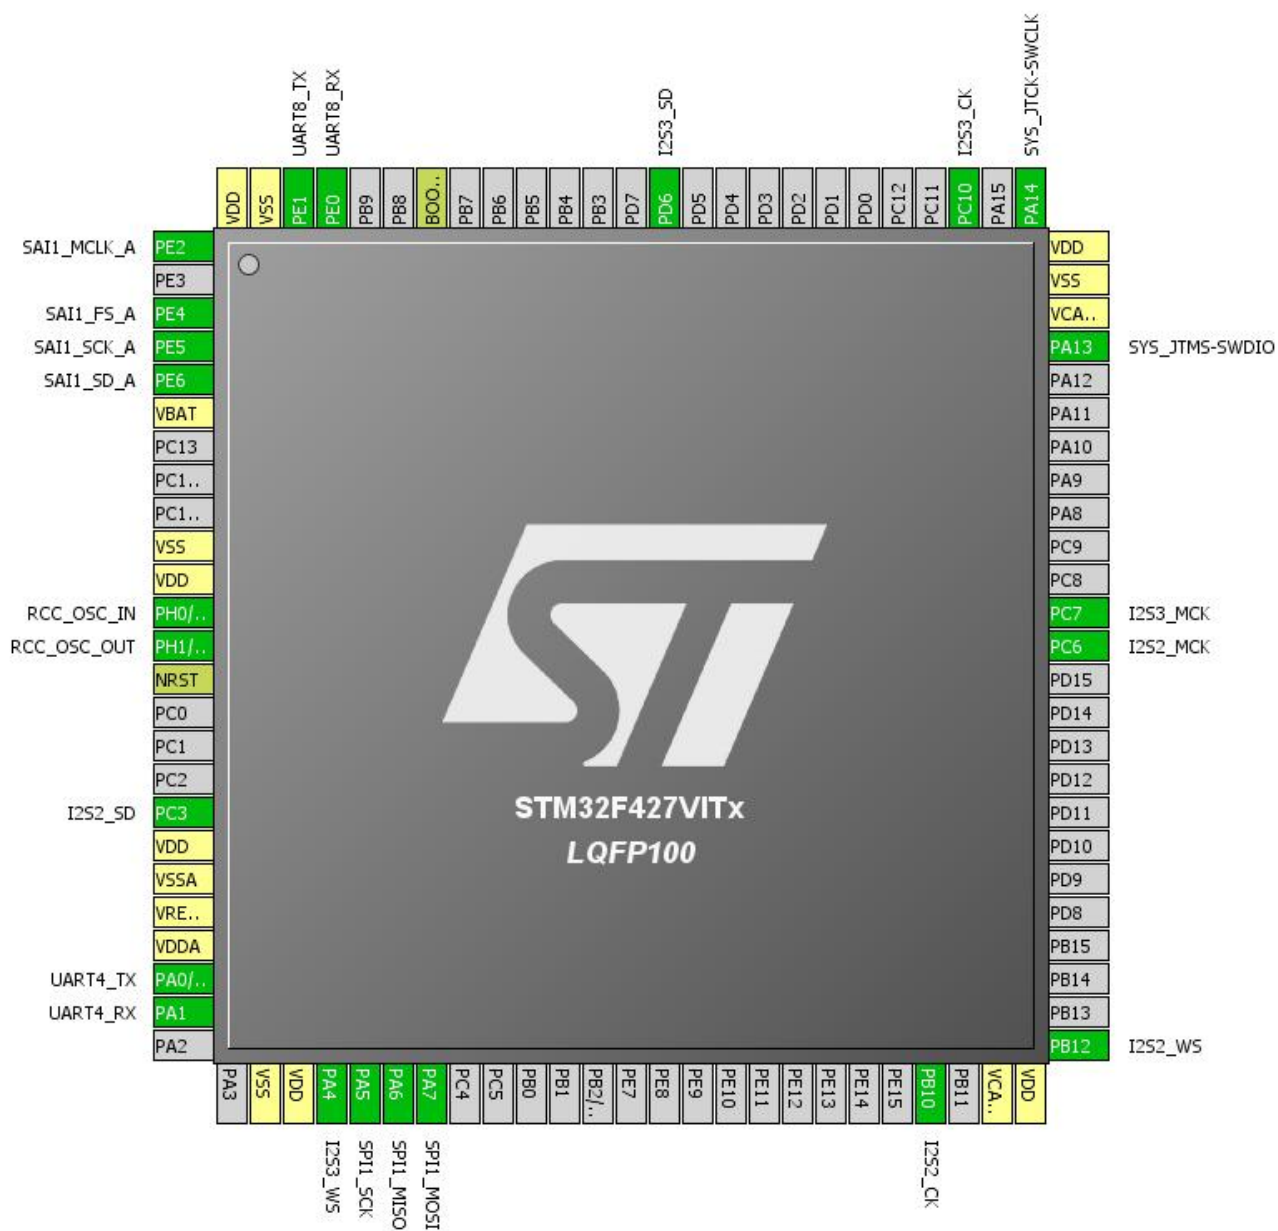 UART8_TX
UART8_RX
I2S3_SD
I2S3_CK
SYS_JTCK-SWCLK
VDD
VSS
PE1
PE0
PB9
PB8
BOO..
PB7
PB6
PB5
PB4
PB3
PD7
PD6
PD5
PD4
PD3
PD2
PD1
PD0
PC12
PC11
PC10
PA15
PA14
SAI1_MCLK_A PE2
PE3
SAI1_FS_A PE4
SAI1_SCK_A PE5
SAI1_SD_A PE6
VBAT
PC13
PC1..
PC1..
VSS
VDD
RCC_OSC_IN PH0/..
RCC_OSC_OUT PH1/..
NRST
PC0
PC1
PC2
I2S2_SD PC3
VDD
VSSA
VRE..
VDDA
UART4_TX PA0/..
UART4_RX PA1
PA2
ST
STM32F427VITx
LQFP100
VDD
VSS
VCA..
PA13 SYS_JTMS-SWDIO
PA12
PA11
PA10
PA9
PA8
PC9
PC8
PC7 I2S3_MCK
PC6 I2S2_MCK
PD15
PD14
PD13
PD12
PD11
PD10
PD9
PD8
PB15
PB14
PB13
PB12 I2S2_WS
PA3
VSS
VDD
PA4
PA5
PA6
PA7
PC4
PC5
PB0
PB1
PB2/..
PE7
PE8
PE9
PE10
PE11
PE12
PE13
PE14
PE15
PB10
PB11
VCA..
VDD
I2S3_WS
SPI1_SCK
SPI1_MISO
SPI1_MOSI
I2S2_CK